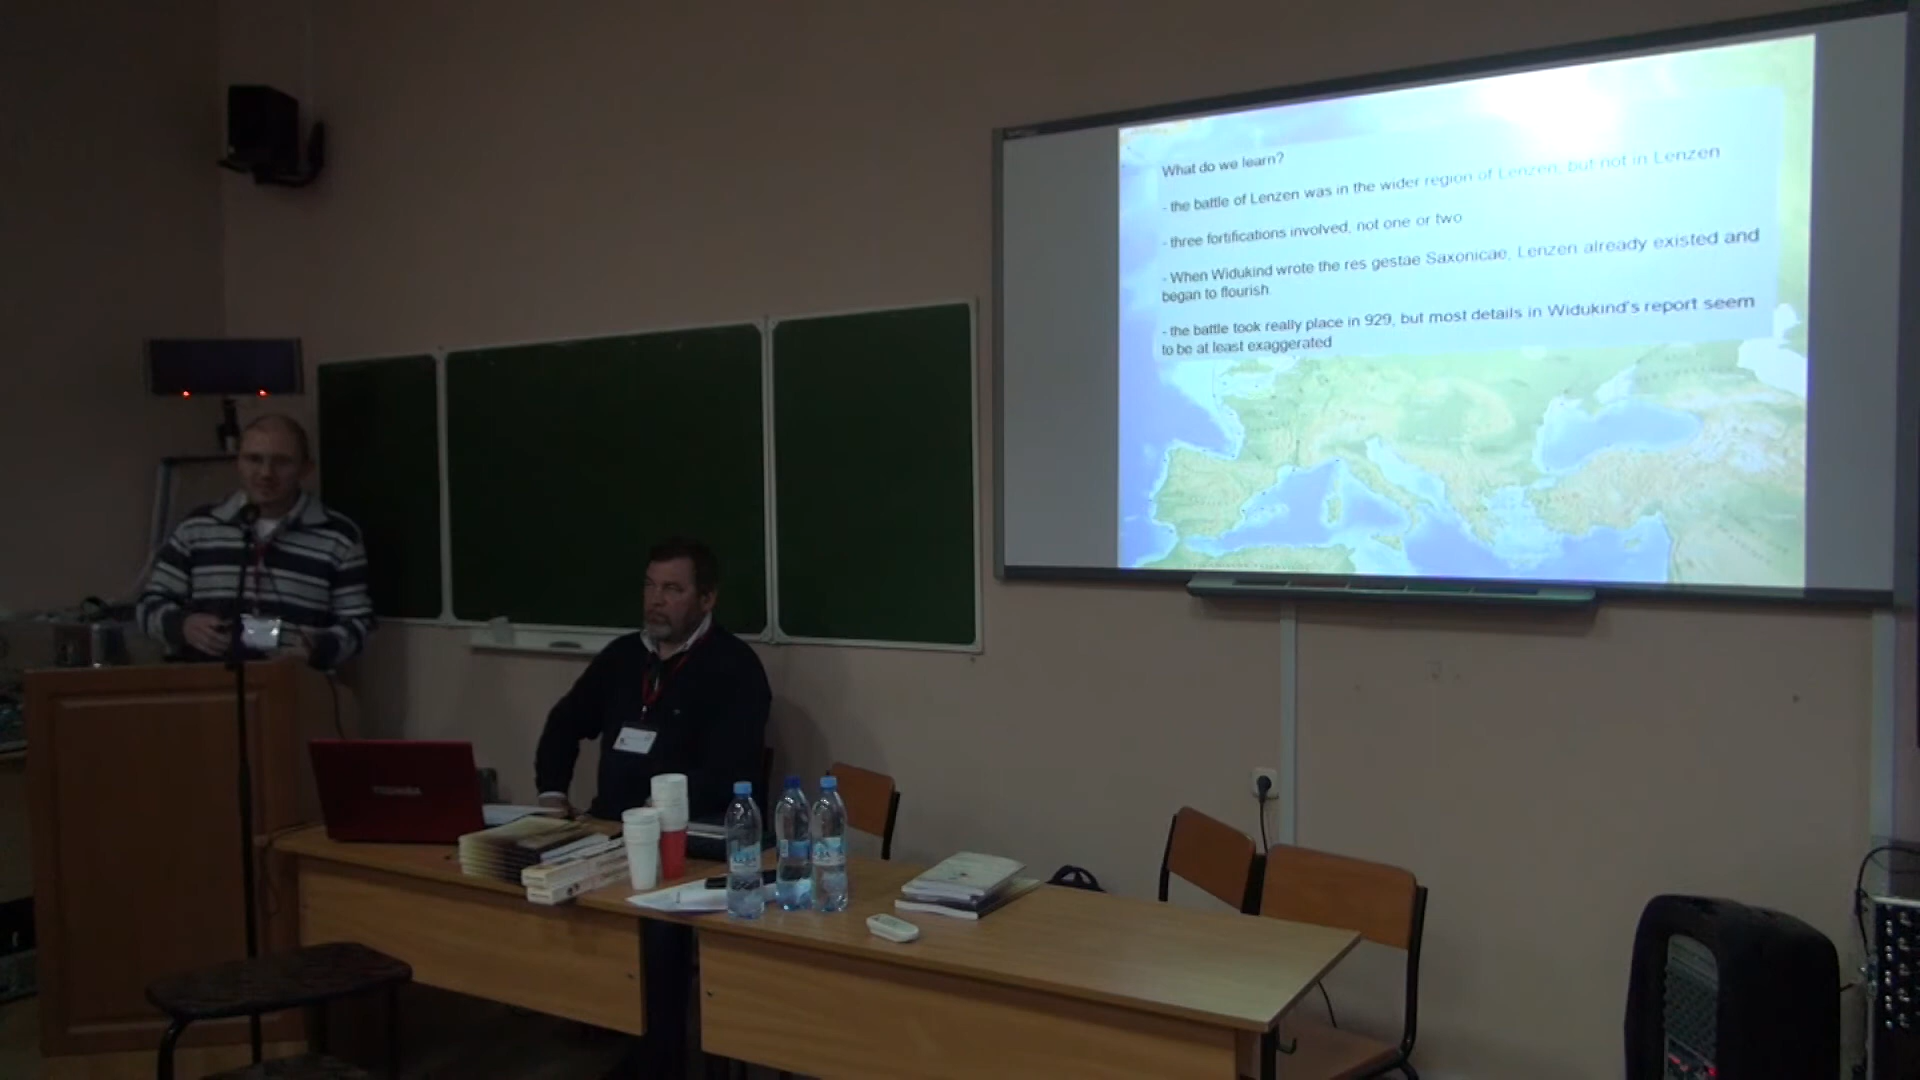 What do we learn?
- the battle of Lenzen was in the wider region of Lenzen, but not in Lenzen
- three fortifications involved, not one or two
- When Widukind wrote the res gestae Saxonicae, Lenzen already existed and
began to flourish
- the battle took really place in 929, but most details in Widukind's report seem
to be at least exaggerated
TOSHIBA